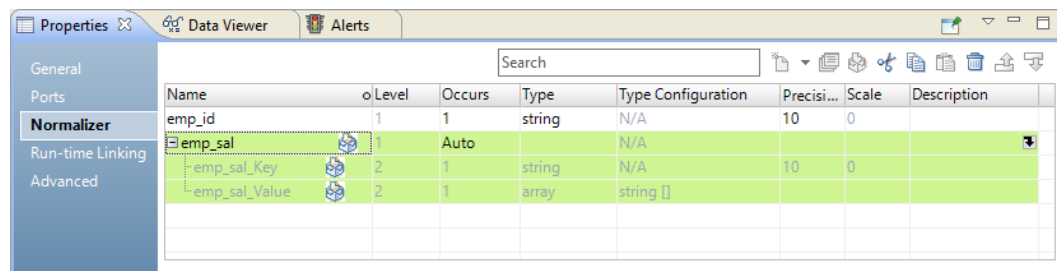 Properties Data Viewer Alerts
Search
General
Ports
Normalizer
Run-time Linking
Advanced
Name o Level Occurs Type Type Configuration Precisi... Scale Description
emp_id 1 1 string N/A 10 0
emp_sal 1 Auto N/A
emp_sal_Key 2 1 string N/A 10 0
emp_sal_Value 2 1 array string []